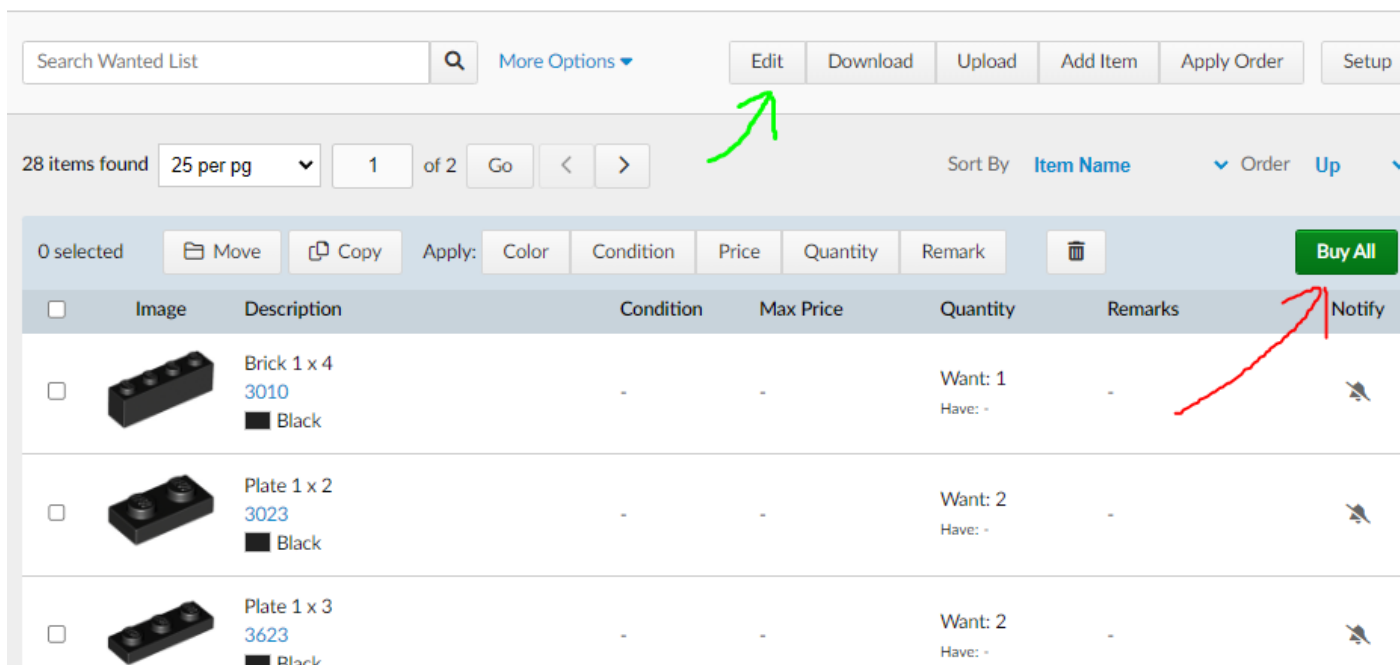 Search Wanted List More Options Edit Download Upload Add Item Apply Order Setup
28 items found 25 per pg 1 of 2 Go Sort By Item Name Order Up
0 selected Move Copy Apply: Color Condition Price Quantity Remark Buy All
Image Description Condition Max Price Quantity Remarks Notify
Brick 1 x 4
3010 - - Want: 1 -
Black Have: -
Plate 1 x 2
3023 - - Want: 2 -
Black Have: -
Plate 1 x 3
3623 - - Want: 2 -
Black Have: -